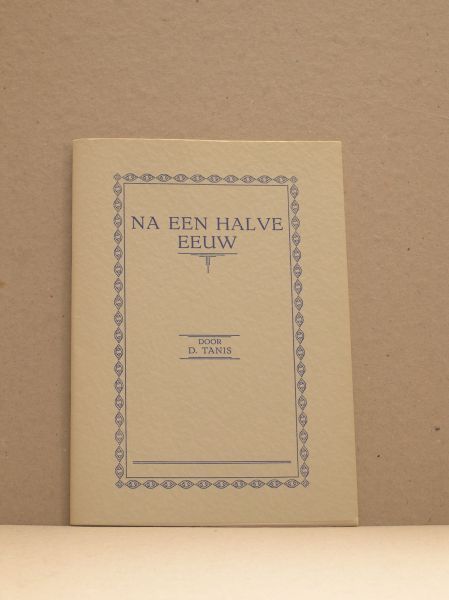 NA EEN HALVE
EEUW
DOOR
D. TANIS